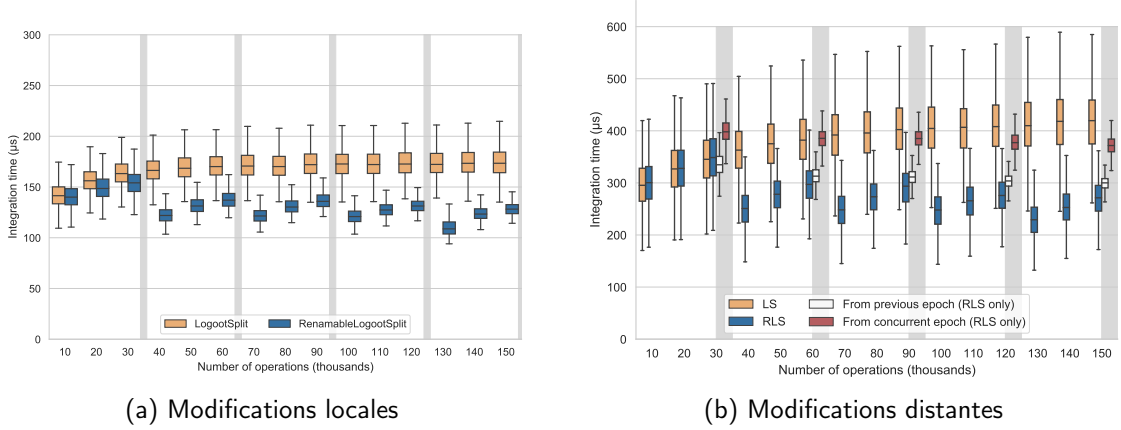 300
250
200
150
100
50
0
Integration time (µs)
LogootSplit
RenamableLogootSplit
10 20 30 40 50 60 70 80 90 100 110 120 130 140 150
Number of operations (thousands)
(a) Modifications locales
600
500
400
300
200
100
0
Integration time (µs)
LS
RLS
From previous epoch (RLS only)
From concurrent epoch (RLS only)
10 20 30 40 50 60 70 80 90 100 110 120 130 140 150
Number of operations (thousands)
(b) Modifications distantes